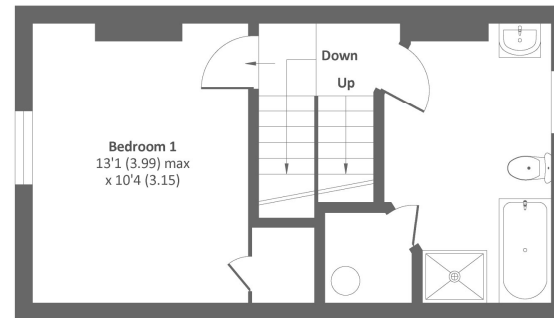 Down
Up
Bedroom 1
13'1 (3.99) max
x 10'4 (3.15)